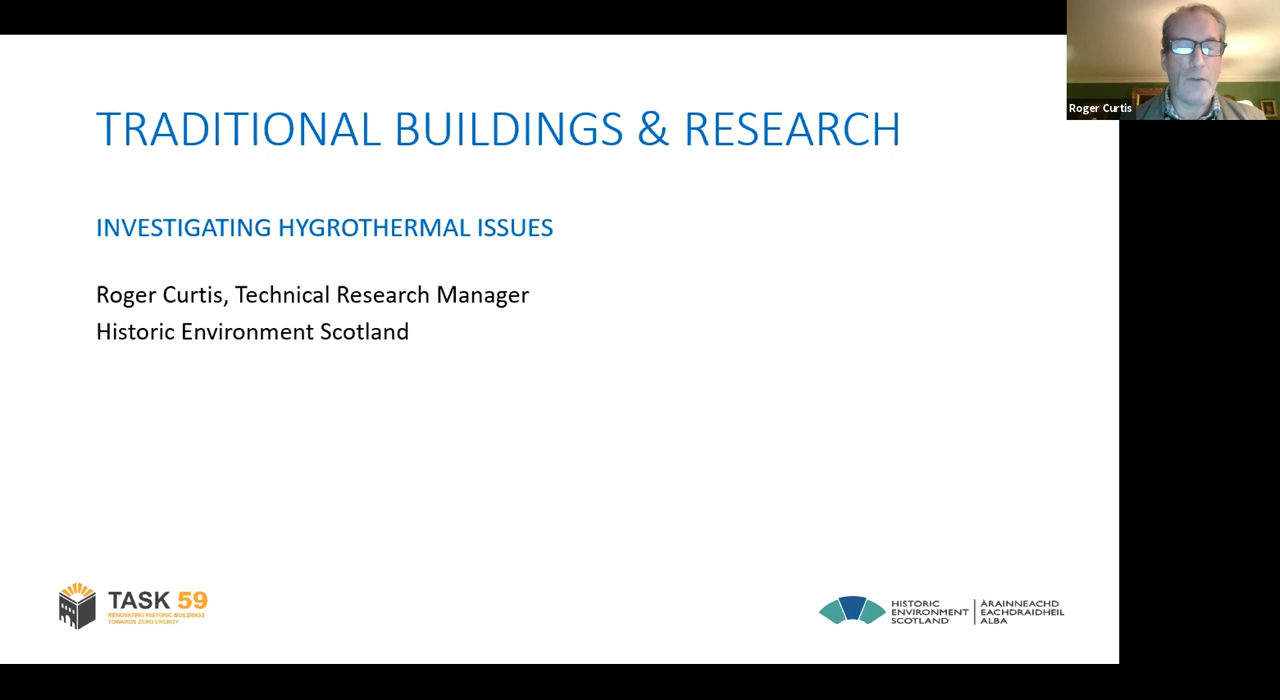 Roger Curtis
TRADITIONAL BUILDINGS & RESEARCH
INVESTIGATING HYGROTHERMAL ISSUES
Roger Curtis, Technical Research Manager
Historic Environment Scotland
TASK 59
RENOVATING HISTORIC BUILDINGS
TOWARDS ZERO ENERGY
HISTORIC
ENVIRONMENT
SCOTLAND
ÀRAINNEACHD
EACHDRAIDHEIL
ALBA